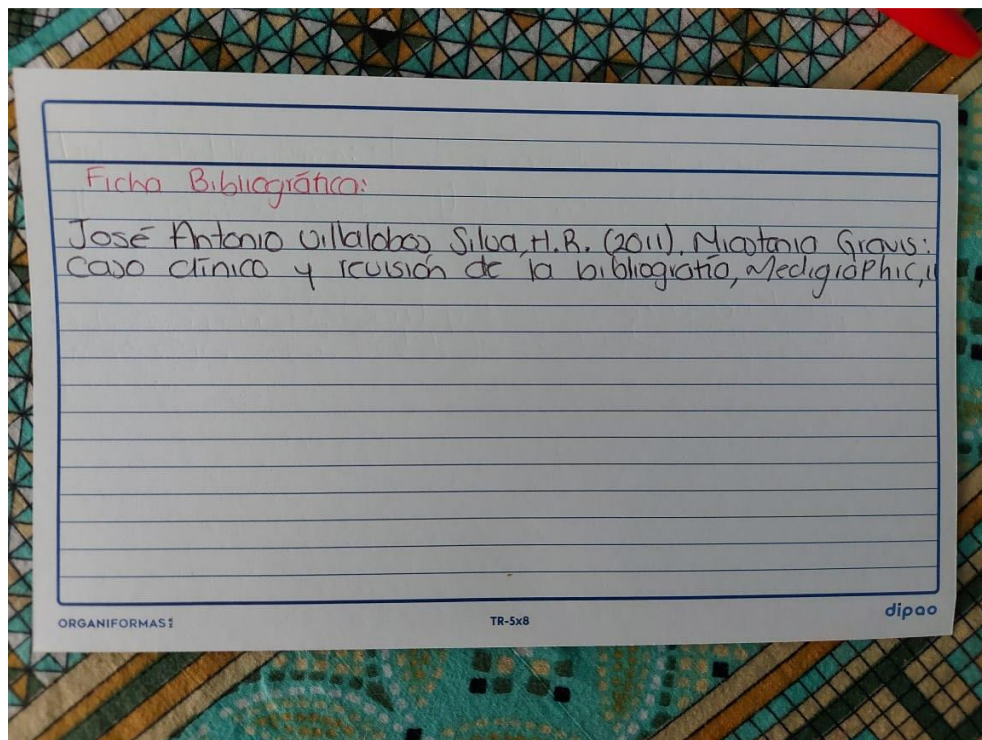 Ficha Bibliográfica:
José Antonio Villalobos Silva, H.R. (2011). Miastania Gravis:
Caso clínico y revisión de la bibliografía, Medigraphic,
ORGANIFORMAS
TR-5x8
dipao